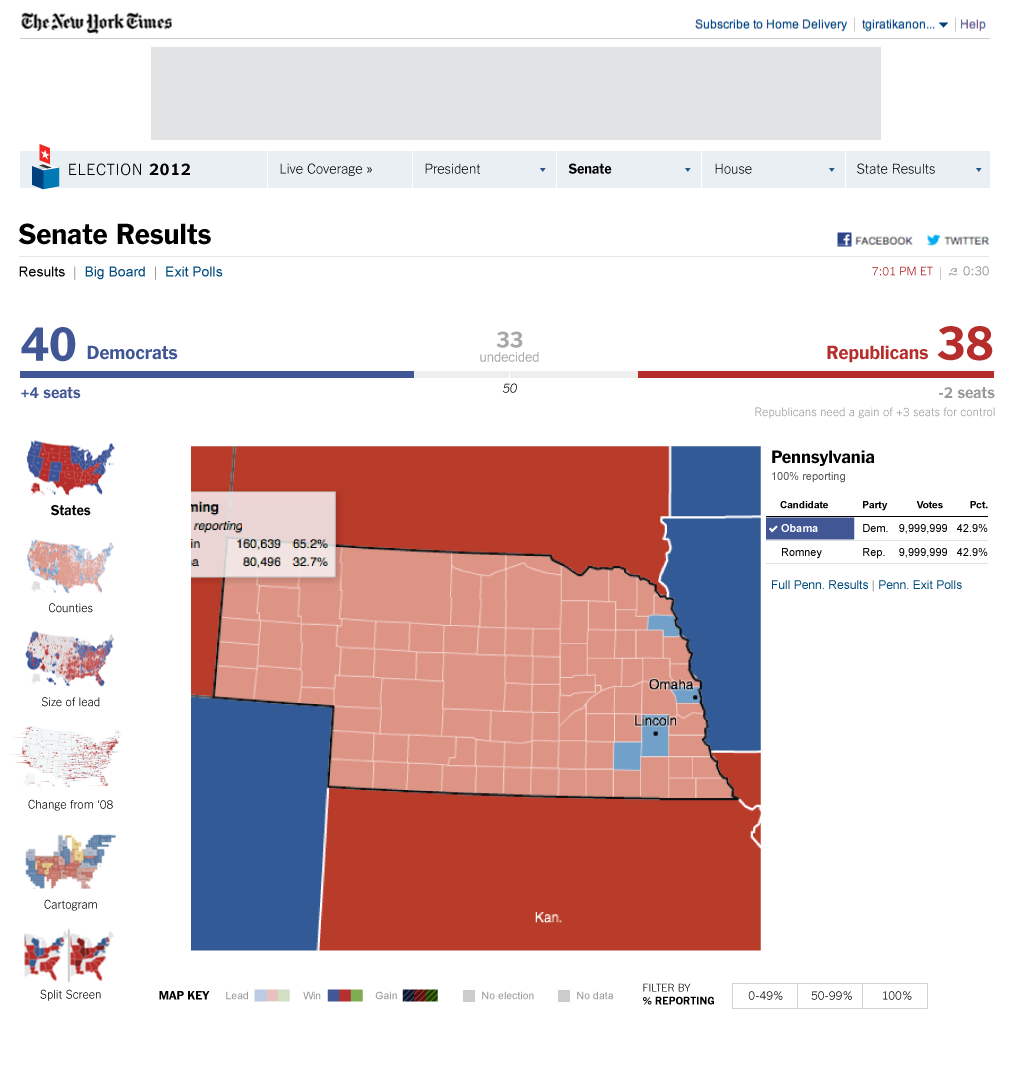 The New York Times
Subscribe to Home Delivery | tgiratikanon... | Help
ELECTION 2012
Live Coverage »
President
Senate
House
State Results
Senate Results
FACEBOOK
TWITTER
Results | Big Board | Exit Polls
7:01 PM ET | 0:30
40 Democrats
33
undecided
Republicans 38
+4 seats
50
-2 seats
Republicans need a gain of +3 seats for control
States
Counties
Size of lead
Change from '08
Cartogram
Split Screen
ming
reporting
in 160,639 65.2%
a 80,496 32.7%
Omaha
Lincoln
Kan.
Pennsylvania
100% reporting
Candidate Party Votes Pct.
Obama Dem. 9,999,999 42.9%
Romney Rep. 9,999,999 42.9%
Full Penn. Results | Penn. Exit Polls
MAP KEY Lead Win Gain No election No data
FILTER BY
% REPORTING
0-49% 50-99% 100%